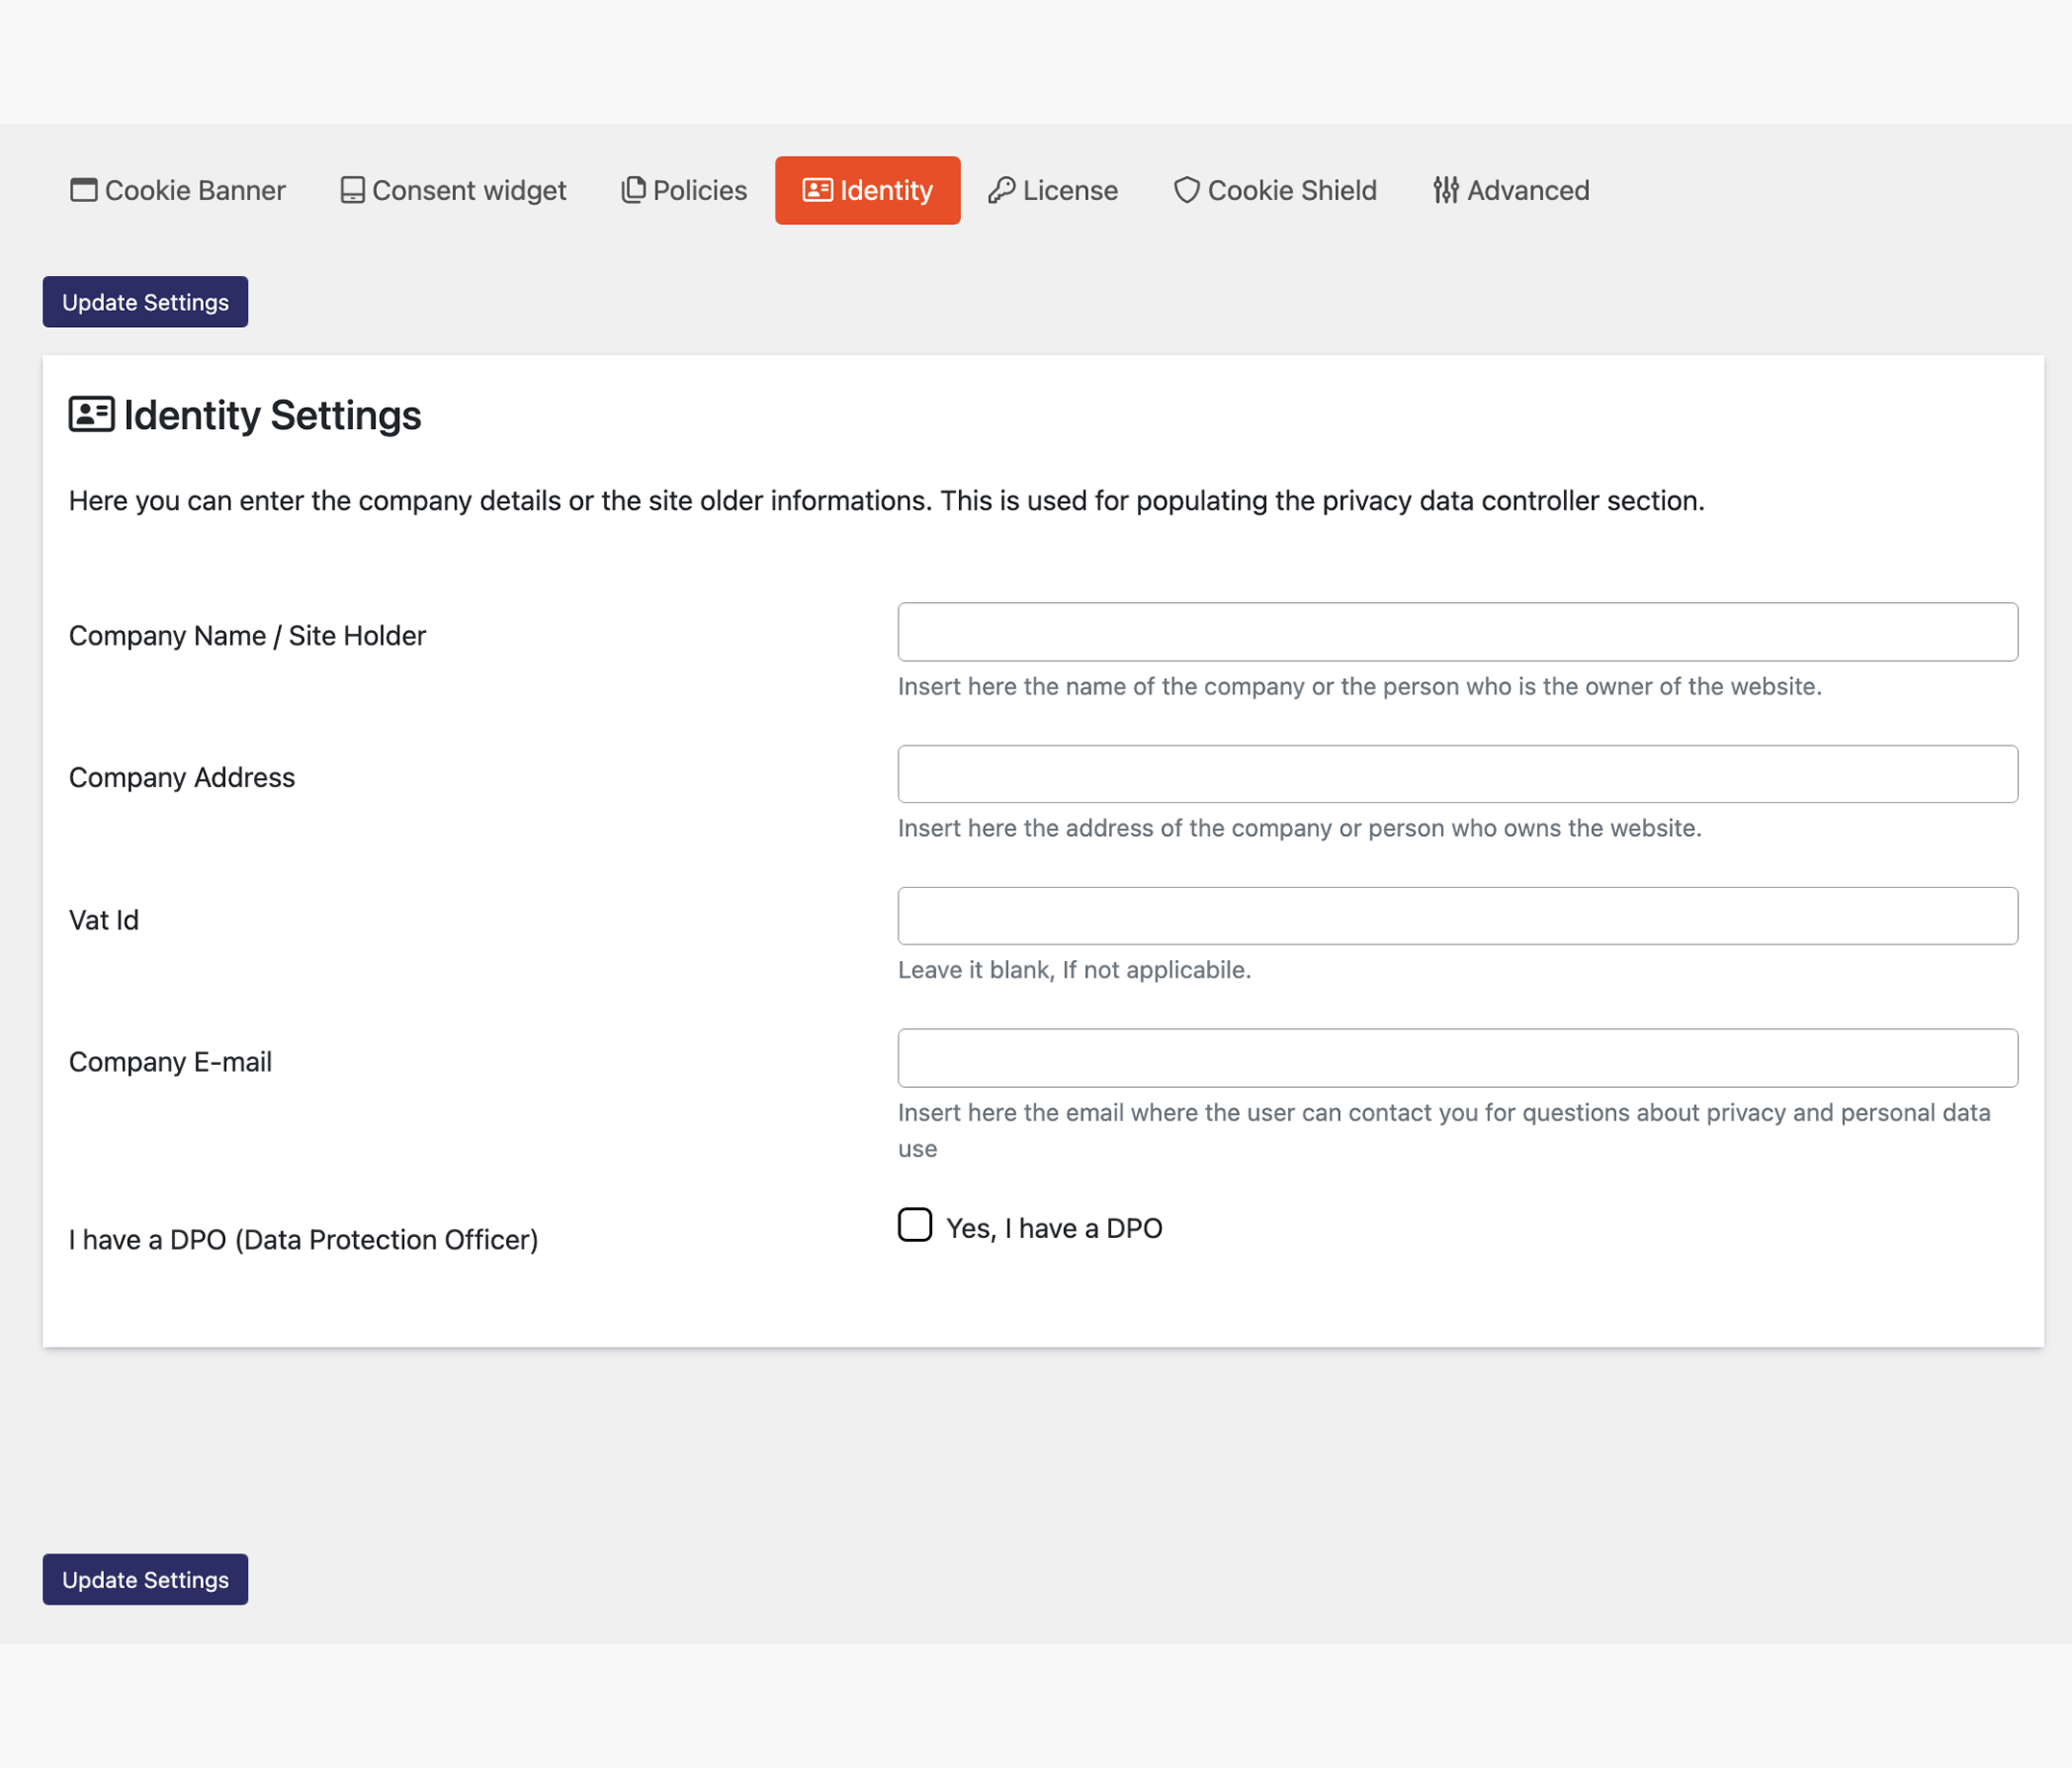 Cookie Banner Consent widget Policies Identity License Cookie Shield Advanced
Update Settings
Identity Settings
Here you can enter the company details or the site older informations. This is used for populating the privacy data controller section.
Company Name / Site Holder
Insert here the name of the company or the person who is the owner of the website.
Company Address
Insert here the address of the company or person who owns the website.
Vat Id
Leave it blank, If not applicabile.
Company E-mail
Insert here the email where the user can contact you for questions about privacy and personal data
use
I have a DPO (Data Protection Officer)
Yes, I have a DPO
Update Settings